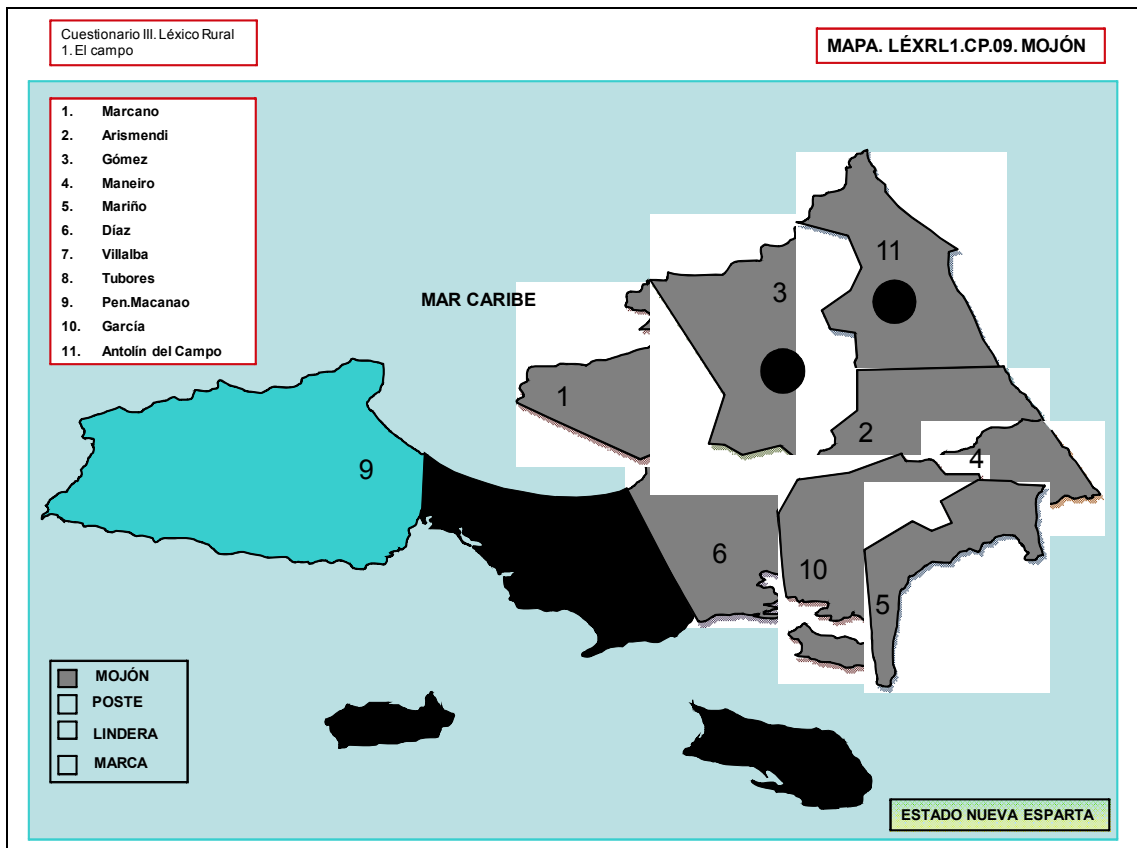 Cuestionario III. Léxico Rural
1. El campo
MAPA. LÉXRL1.CP.09. MOJÓN
1. Marcano
2. Arismendi
3. Gómez
4. Maneiro
5. Mariño
6. Díaz
7. Villalba
8. Tubores
9. Pen.Macanao
10. García
11. Antolín del Campo
MAR CARIBE
11
3
1
2
4
9
6
10
5
MOJÓN
POSTE
LINDERA
MARCA
ESTADO NUEVA ESPARTA